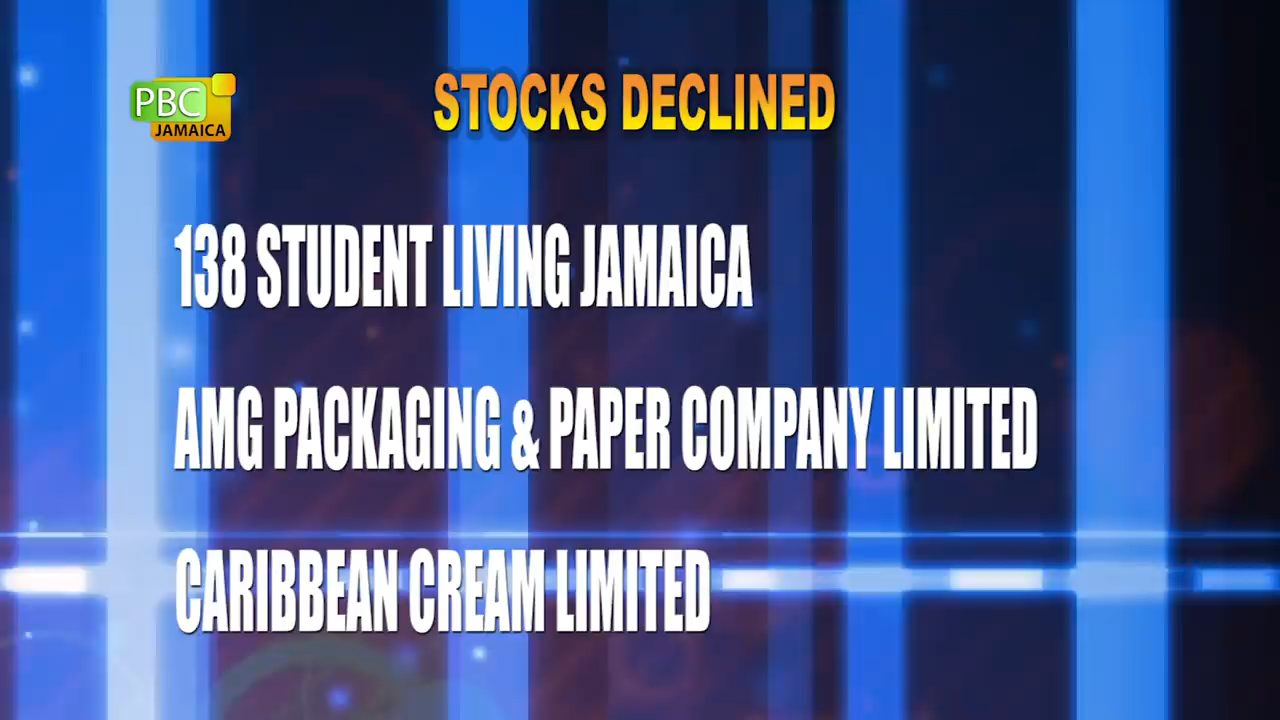 PBC
JAMAICA
STOCKS DECLINED
138 STUDENT LIVING JAMAICA
AMG PACKAGING & PAPER COMPANY LIMITED
CARIBBEAN CREAM LIMITED